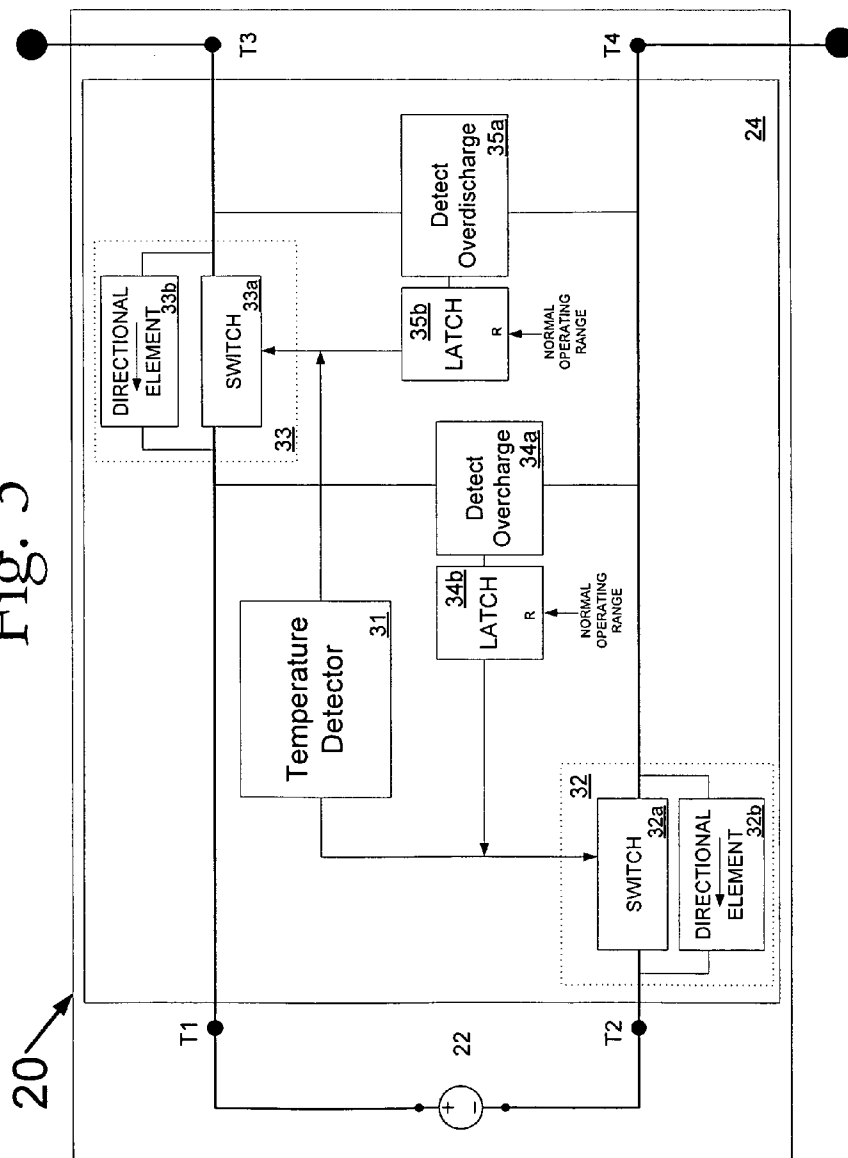 Fig.
20
DIRECTIONAL
ELEMENT
33b
SWITCH
33a
33
T1
T3
Temperature
Detector
31
LATCH
34b
R
Detect
Overcharge
34a
LATCH
35b
R
Detect
Overdischarge
35a
NORMAL
OPERATING
RANGE
NORMAL
OPERATING
RANGE
22
32
SWITCH
32a
T2
T4
DIRECTIONAL
ELEMENT
32b
24